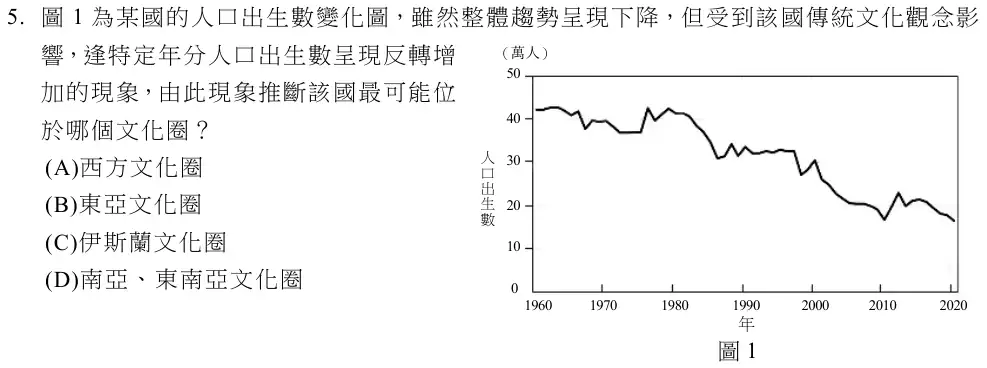 5. 圖 1 為某國的人口出生數變化圖，雖然整體趨勢呈現下降，但受到該國傳統文化觀念影
響，逢特定年分人口出生數呈現反轉增
加的現象，由此現象推斷該國最可能位
於哪個文化圈？
(A)西方文化圈
(B)東亞文化圈
(C)伊斯蘭文化圈
(D)南亞、東南亞文化圈
（萬人）
50
40
30
20
10
0
人口出生數
1960 1970 1980 1990 2000 2010 2020
年
圖 1